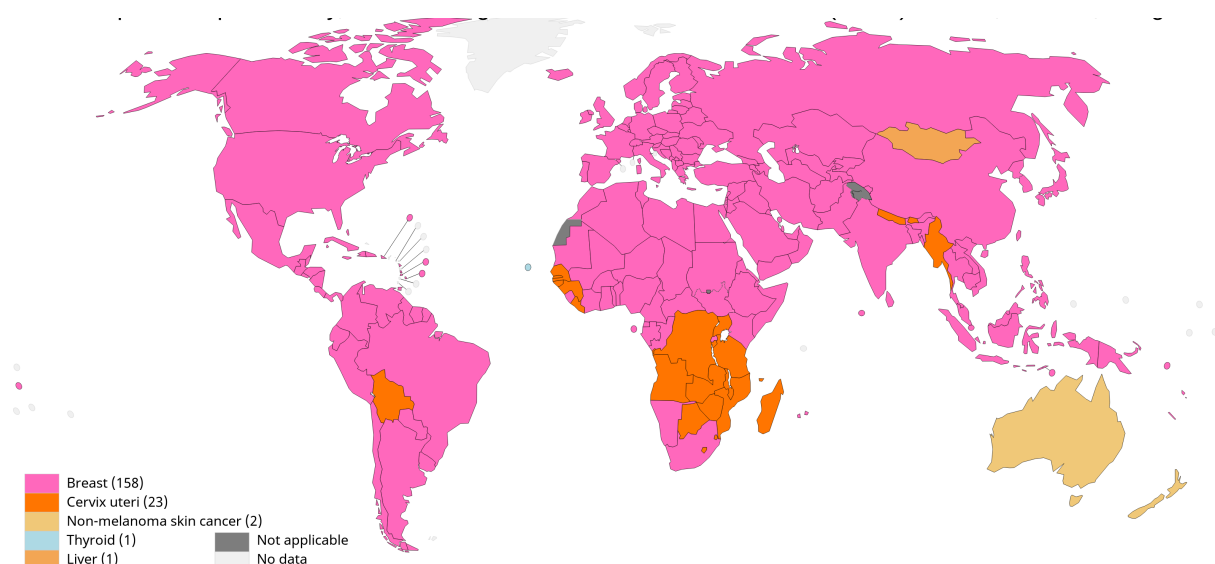 Breast (158)
Cervix uteri (23)
Non-melanoma skin cancer (2)
Thyroid (1)
Liver (1)
Not applicable
No data